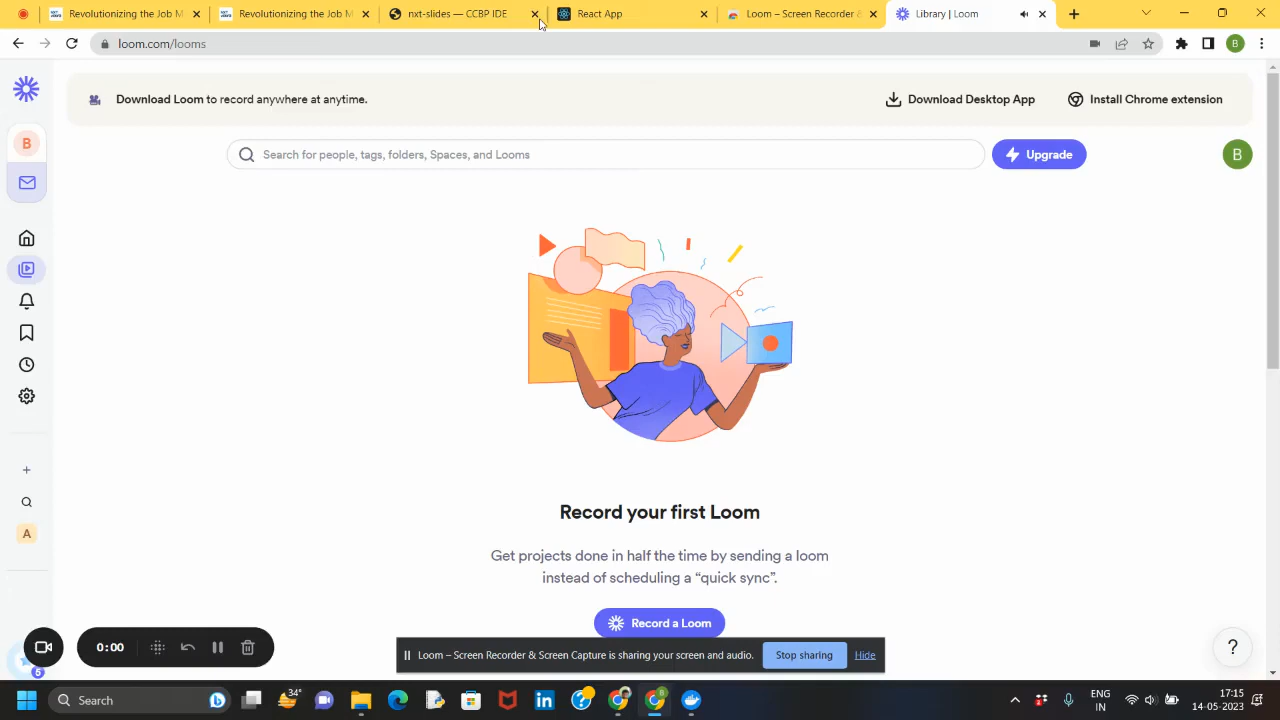 Revolutionizing the Job M
Revolutionizing the Job M
nxt-slides — CCBP IDE
React App
Loom – Screen Recorder &
Library | Loom
loom.com/looms
B
Download Loom to record anywhere at anytime.
Download Desktop App
Install Chrome extension
B
Search for people, tags, folders, Spaces, and Looms
Upgrade
B
Record your first Loom
Get projects done in half the time by sending a loom
instead of scheduling a “quick sync”.
Record a Loom
A
0:00
Loom – Screen Recorder & Screen Capture is sharing your screen and audio.
Stop sharing
Hide
?
6
Search
34°
8
ENG
IN
17:15
14-05-2023